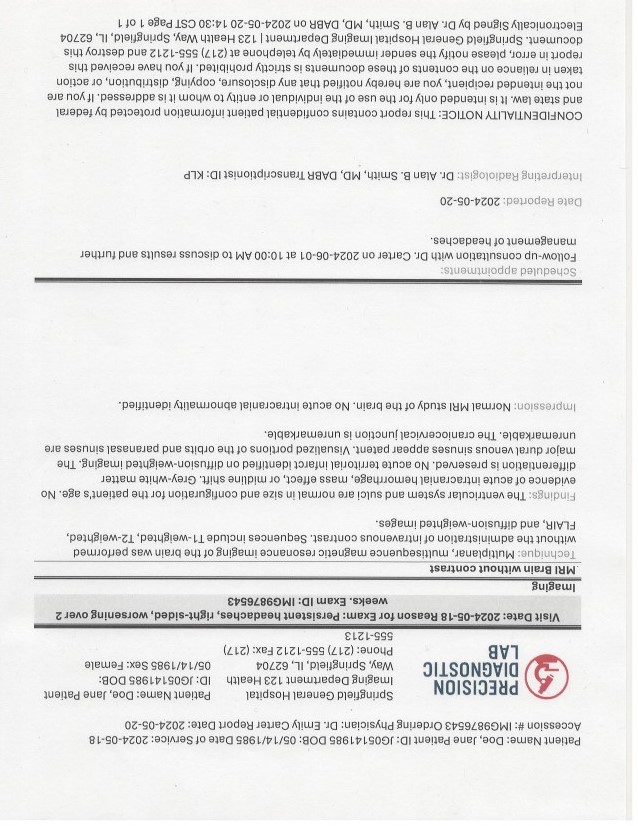 Patient Name: Doe, Jane Patient ID: JG05141985 DOB: 05/14/1985 Date of Service: 2024-05-18
Accession #: IMG9876543 Ordering Physician: Dr. Emily Carter Report Date: 2024-05-20
PRECISION
DIAGNOSTIC
LAB
Springfield General Hospital
Imaging Department 123 Health
Way, Springfield, IL, 62704
Phone: (217) 555-1212 Fax: (217)
555-1213
Patient Name: Doe, Jane Patient
ID: JG05141985 DOB:
05/14/1985 Sex: Female
Visit Date: 2024-05-18 Reason for Exam: Persistent headaches, right-sided, worsening over 2
weeks. Exam ID: IMG9876543
Imaging
MRI Brain without contrast
Technique: Multiplanar, multisequence magnetic resonance imaging of the brain was performed
without the administration of intravenous contrast. Sequences include T1-weighted, T2-weighted,
FLAIR, and diffusion-weighted images.
Findings: The ventricular system and sulci are normal in size and configuration for the patient's age. No
evidence of acute intracranial hemorrhage, mass effect, or midline shift. Grey-white matter
differentiation is preserved. No acute territorial infarct identified on diffusion-weighted imaging. The
major dural venous sinuses appear patent. Visualized portions of the orbits and paranasal sinuses are
unremarkable. The craniocervical junction is unremarkable.
Impression: Normal MRI study of the brain. No acute intracranial abnormality identified.
Scheduled appointments:
Follow-up consultation with Dr. Carter on 2024-06-01 at 10:00 AM to discuss results and further
management of headaches.
Date Reported: 2024-05-20
Interpreting Radiologist: Dr. Alan B. Smith, MD, DABR Transcriptionist ID: KLP
CONFIDENTIALITY NOTICE: This report contains confidential patient information protected by federal
and state law. It is intended only for the use of the individual or entity to whom it is addressed. If you are
not the intended recipient, you are hereby notified that any disclosure, copying, distribution, or action
taken in reliance on the contents of these documents is strictly prohibited. If you have received this
report in error, please notify the sender immediately by telephone at (217) 555-1212 and destroy this
document. Springfield General Hospital Imaging Department | 123 Health Way, Springfield, IL, 62704
Electronically Signed by Dr. Alan B. Smith, MD, DABR on 2024-05-20 14:30 CST Page 1 of 1